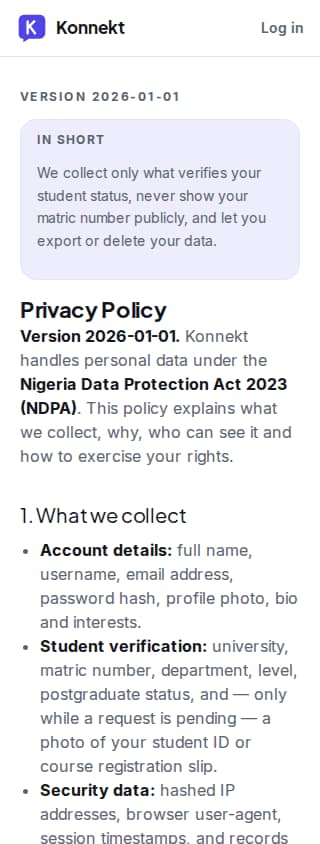 Konnekt
Log in
VERSION 2026-01-01
IN SHORT
We collect only what verifies your
student status, never show your
matric number publicly, and let you
export or delete your data.
Privacy Policy
Version 2026-01-01. Konnekt
handles personal data under the
Nigeria Data Protection Act 2023
(NDPA). This policy explains what
we collect, why, who can see it and
how to exercise your rights.
1. What we collect
• Account details: full name,
username, email address,
password hash, profile photo, bio
and interests.
• Student verification: university,
matric number, department, level,
postgraduate status, and — only
while a request is pending — a
photo of your student ID or
course registration slip.
• Security data: hashed IP
addresses, browser user-agent,
session timestamps, and records